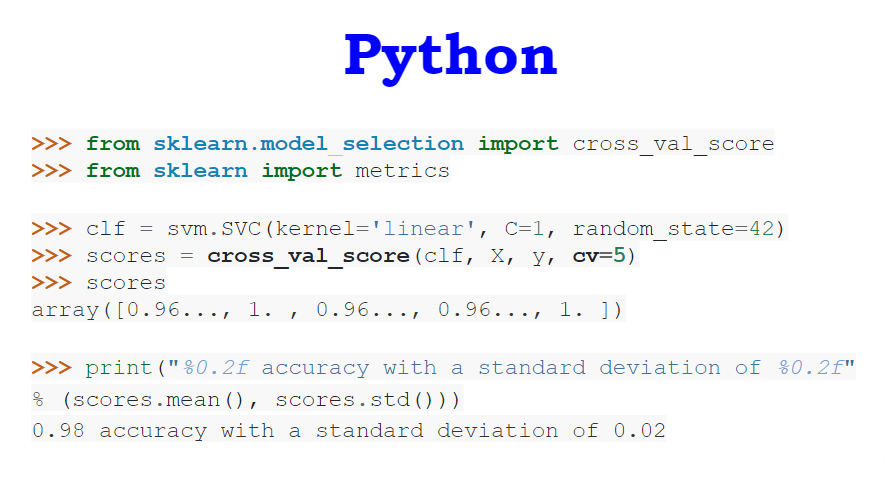 Python
>>> from sklearn.model_selection import cross_val_score
>>> from sklearn import metrics
>>> clf = svm.SVC(kernel='linear', C=1, random_state=42)
>>> scores = cross_val_score(clf, X, y, cv=5)
>>> scores
array([0.96..., 1. , 0.96..., 0.96..., 1. ])
>>> print("%0.2f accuracy with a standard deviation of %0.2f"
% (scores.mean(), scores.std()))
0.98 accuracy with a standard deviation of 0.02